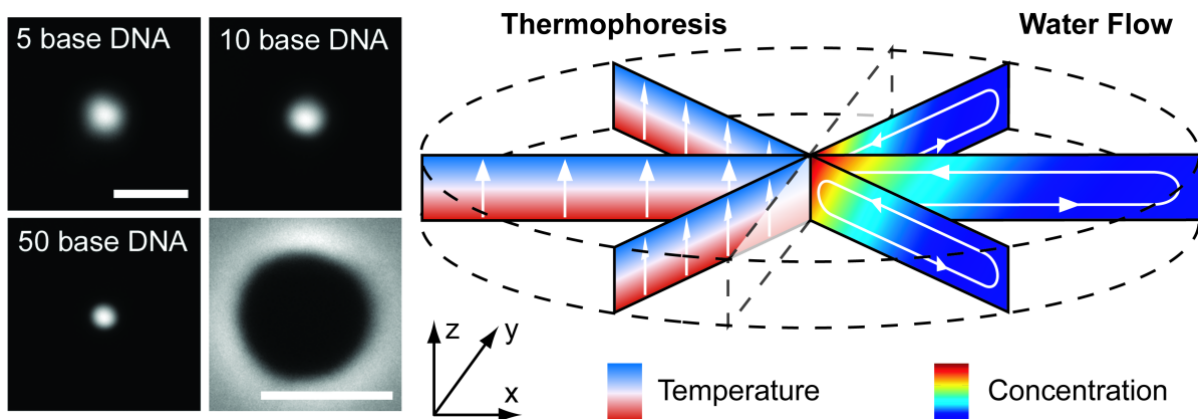 5 base DNA
10 base DNA
50 base DNA
Thermophoresis
Water Flow
z
y
x
Temperature
Concentration